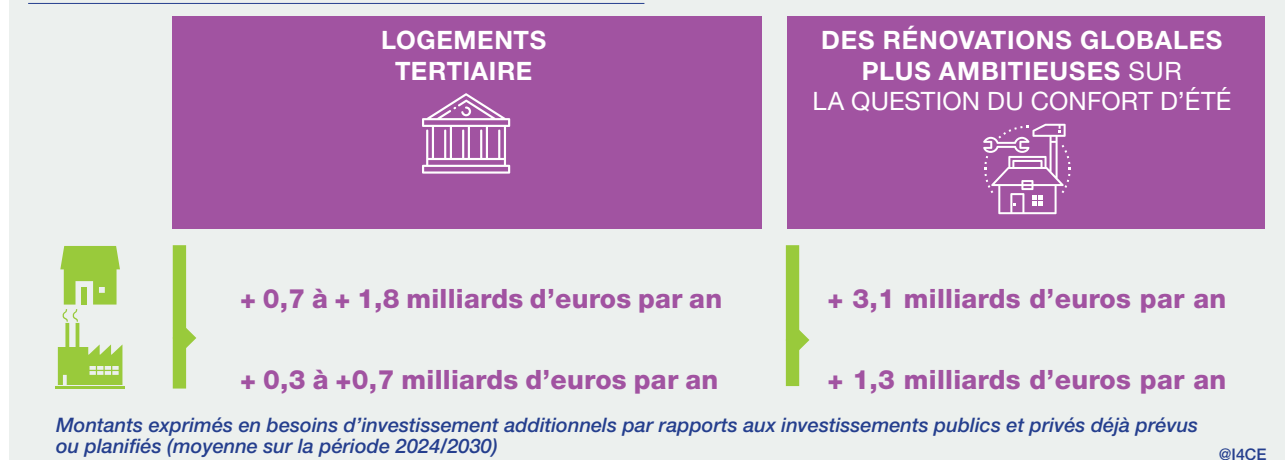 LOGEMENTS
TERTIAIRE
DES RÉNOVATIONS GLOBALES
PLUS AMBITIEUSES SUR
LA QUESTION DU CONFORT D'ÉTÉ
+ 0,7 à + 1,8 milliards d'euros par an
+ 3,1 milliards d'euros par an
+ 0,3 à +0,7 milliards d'euros par an
+ 1,3 milliards d'euros par an
Montants exprimés en besoins d'investissement additionnels par rapports aux investissements publics et privés déjà prévus
ou planifiés (moyenne sur la période 2024/2030)
@I4CE